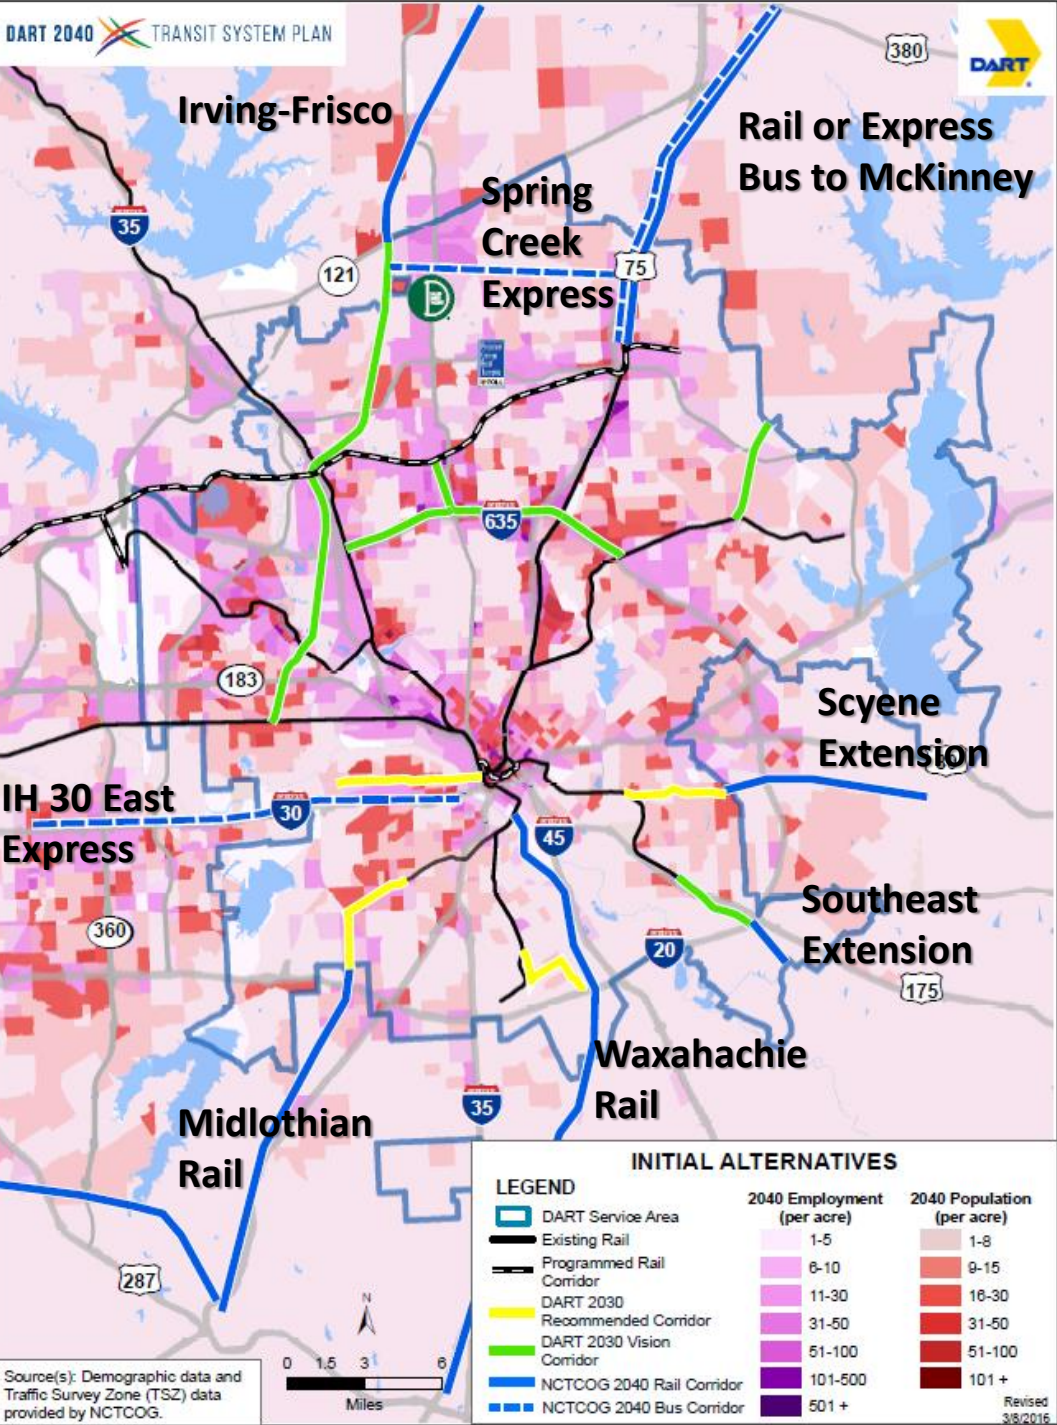 DART 2040 TRANSIT SYSTEM PLAN
380
DART
Irving-Frisco
Rail or Express
Bus to McKinney
Spring
Creek
Express
35
121
75
635
183
Scyene
Extension
IH 30 East
Express
30
45
Southeast
Extension
360
20
175
Waxahachie
Rail
35
Midlothian
Rail
287
N
0 1.5 3 6
Miles
Source(s): Demographic data and
Traffic Survey Zone (TSZ) data
provided by NCTCOG.
INITIAL ALTERNATIVES
LEGEND
DART Service Area
Existing Rail
Programmed Rail
Corridor
DART 2030
Recommended Corridor
DART 2030 Vision
Corridor
NCTCOG 2040 Rail Corridor
NCTCOG 2040 Bus Corridor
2040 Employment
(per acre)
1-5
6-10
11-30
31-50
51-100
101-500
501 +
2040 Population
(per acre)
1-8
9-15
16-30
31-50
51-100
101 +
Revised